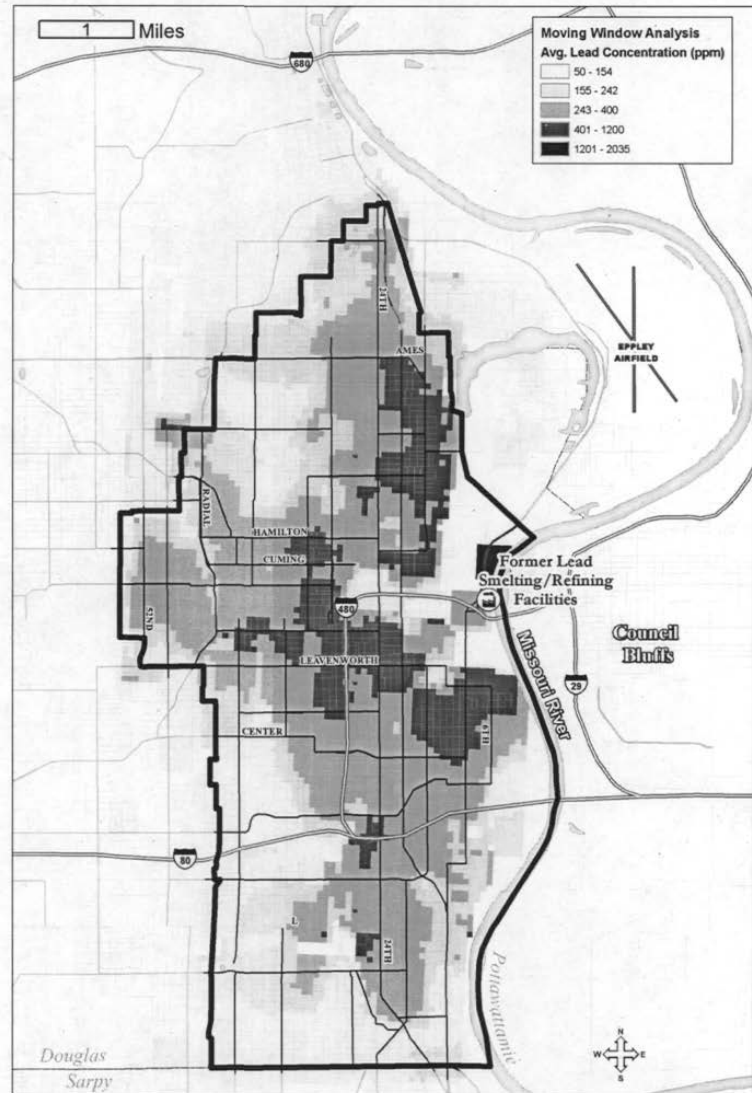 1 Miles
680
Moving Window Analysis
Avg. Lead Concentration (ppm)
50 - 154
155 - 242
243 - 400
401 - 1200
1201 - 2035
24TH
AMES
EPPLEY
AIRFIELD
RADIAL
HAMILTON
CUMING
Former Lead
Smelting/Refining
Facilities
52ND
480
Council
Bluffs
LEAVENWORTH
29
Missouri River
CENTER
6TH
80
L
24TH
Pottawattamie
Douglas
Sarpy
N
W E
S